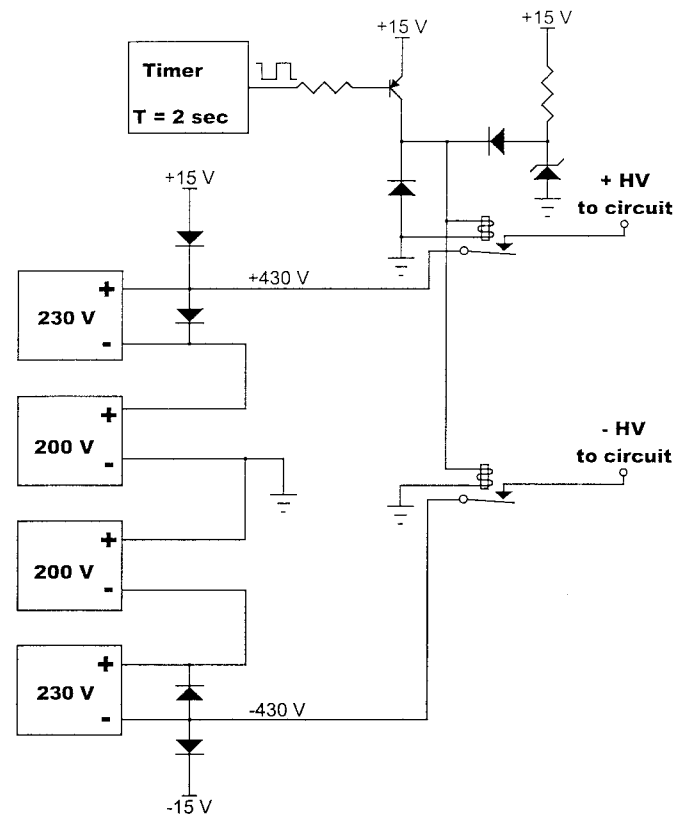 +15 V
+15 V
Timer
T = 2 sec
+ HV
to circuit
+15 V
+430 V
+
230 V
-
+
200 V
-
- HV
to circuit
+
200 V
-
+
230 V
-
-430 V
-15 V